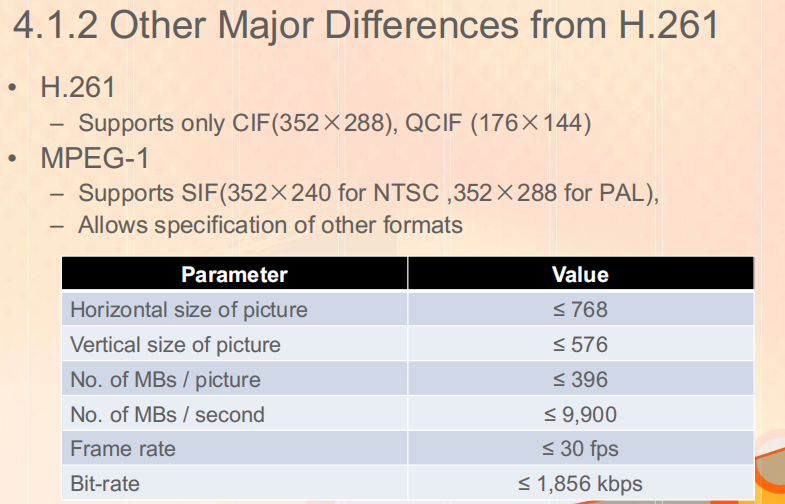 4.1.2 Other Major Differences from H.261
• H.261
– Supports only CIF(352×288), QCIF (176×144)
• MPEG-1
– Supports SIF(352×240 for NTSC ,352×288 for PAL),
– Allows specification of other formats
Parameter Value
Horizontal size of picture ≤ 768
Vertical size of picture ≤ 576
No. of MBs / picture ≤ 396
No. of MBs / second ≤ 9,900
Frame rate ≤ 30 fps
Bit-rate ≤ 1,856 kbps